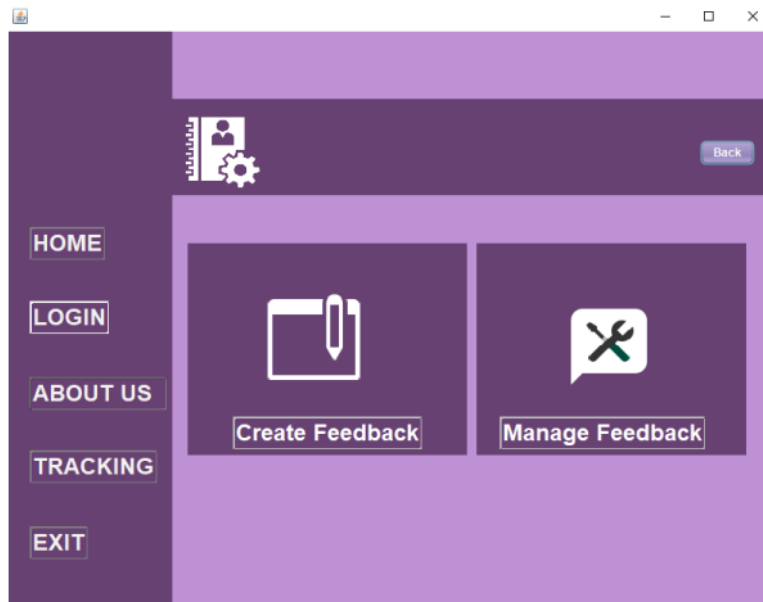 Back
HOME
LOGIN
ABOUT US
TRACKING
EXIT
Create Feedback
Manage Feedback